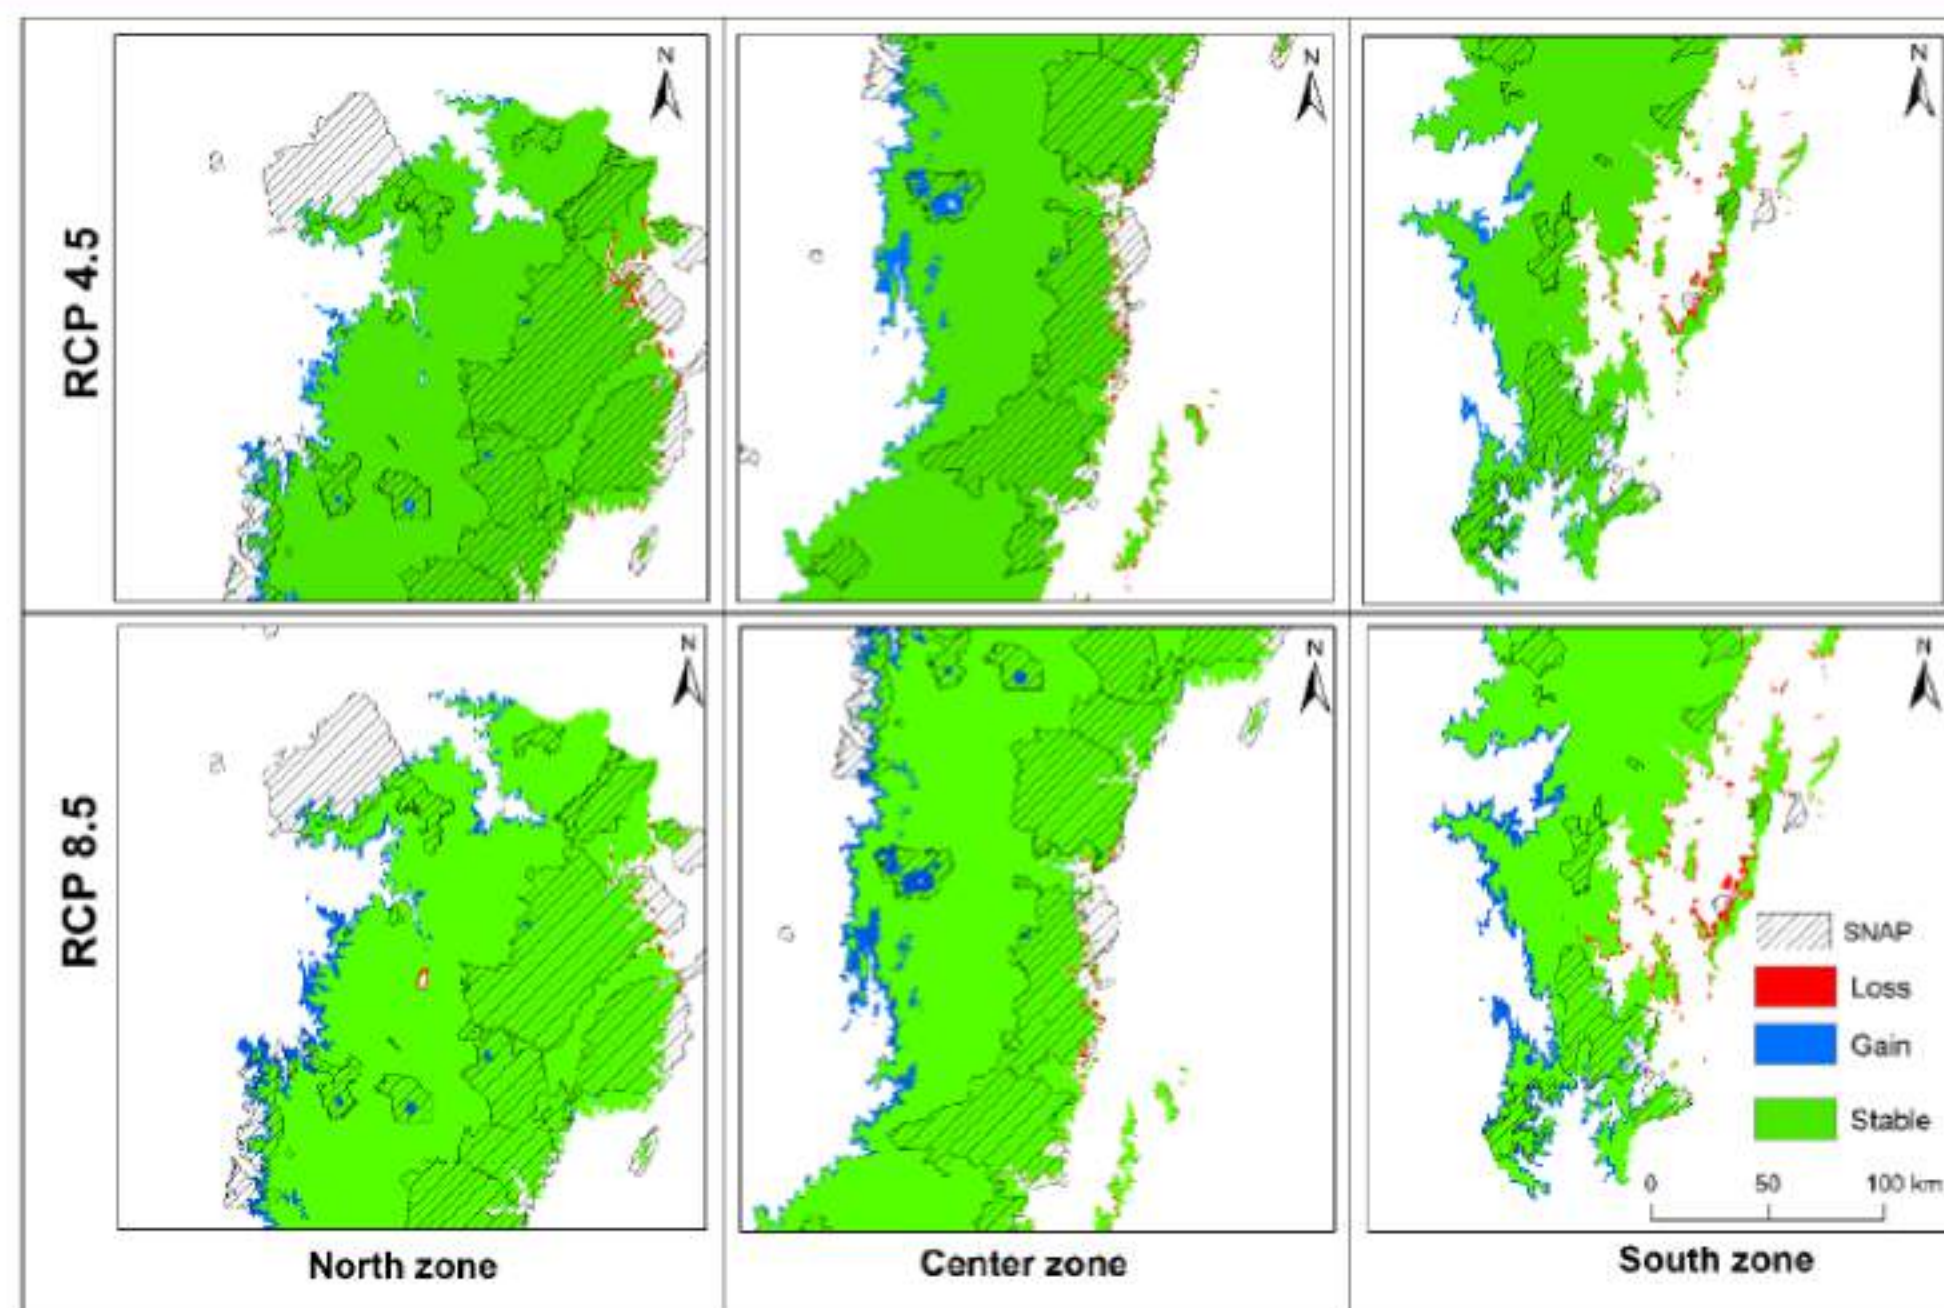 RCP 4.5
N
N
N
RCP 8.5
N
N
N
SNAP
Loss
Gain
Stable
0 50 100 km
North zone
Center zone
South zone